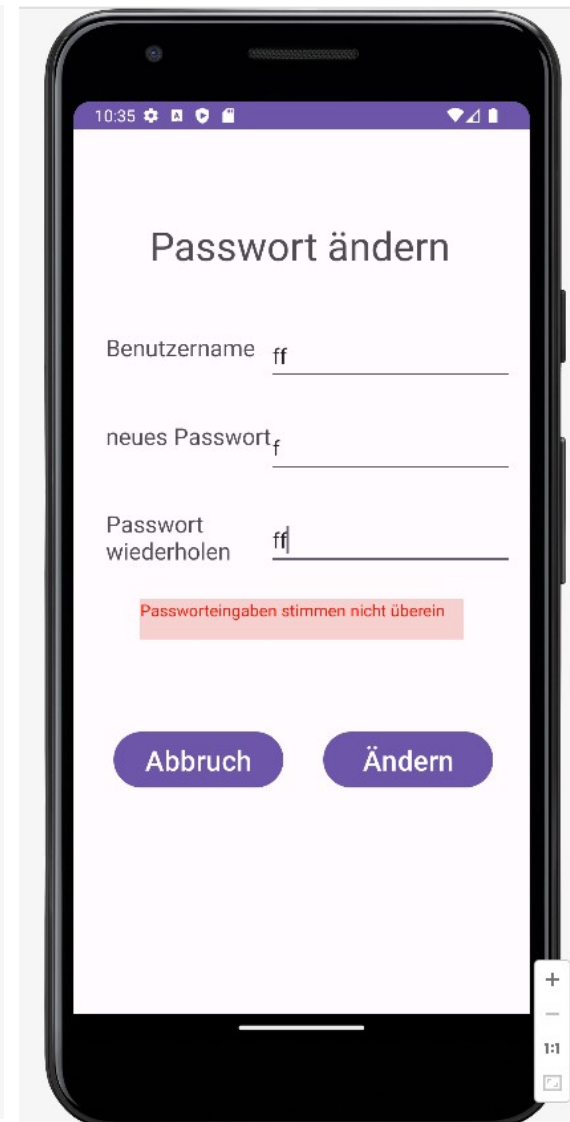 10:35
Passwort ändern
Benutzername ff
neues Passwort f
Passwort
wiederholen ff
Passworteingaben stimmen nicht überein
Abbruch Ändern
+
−
1:1